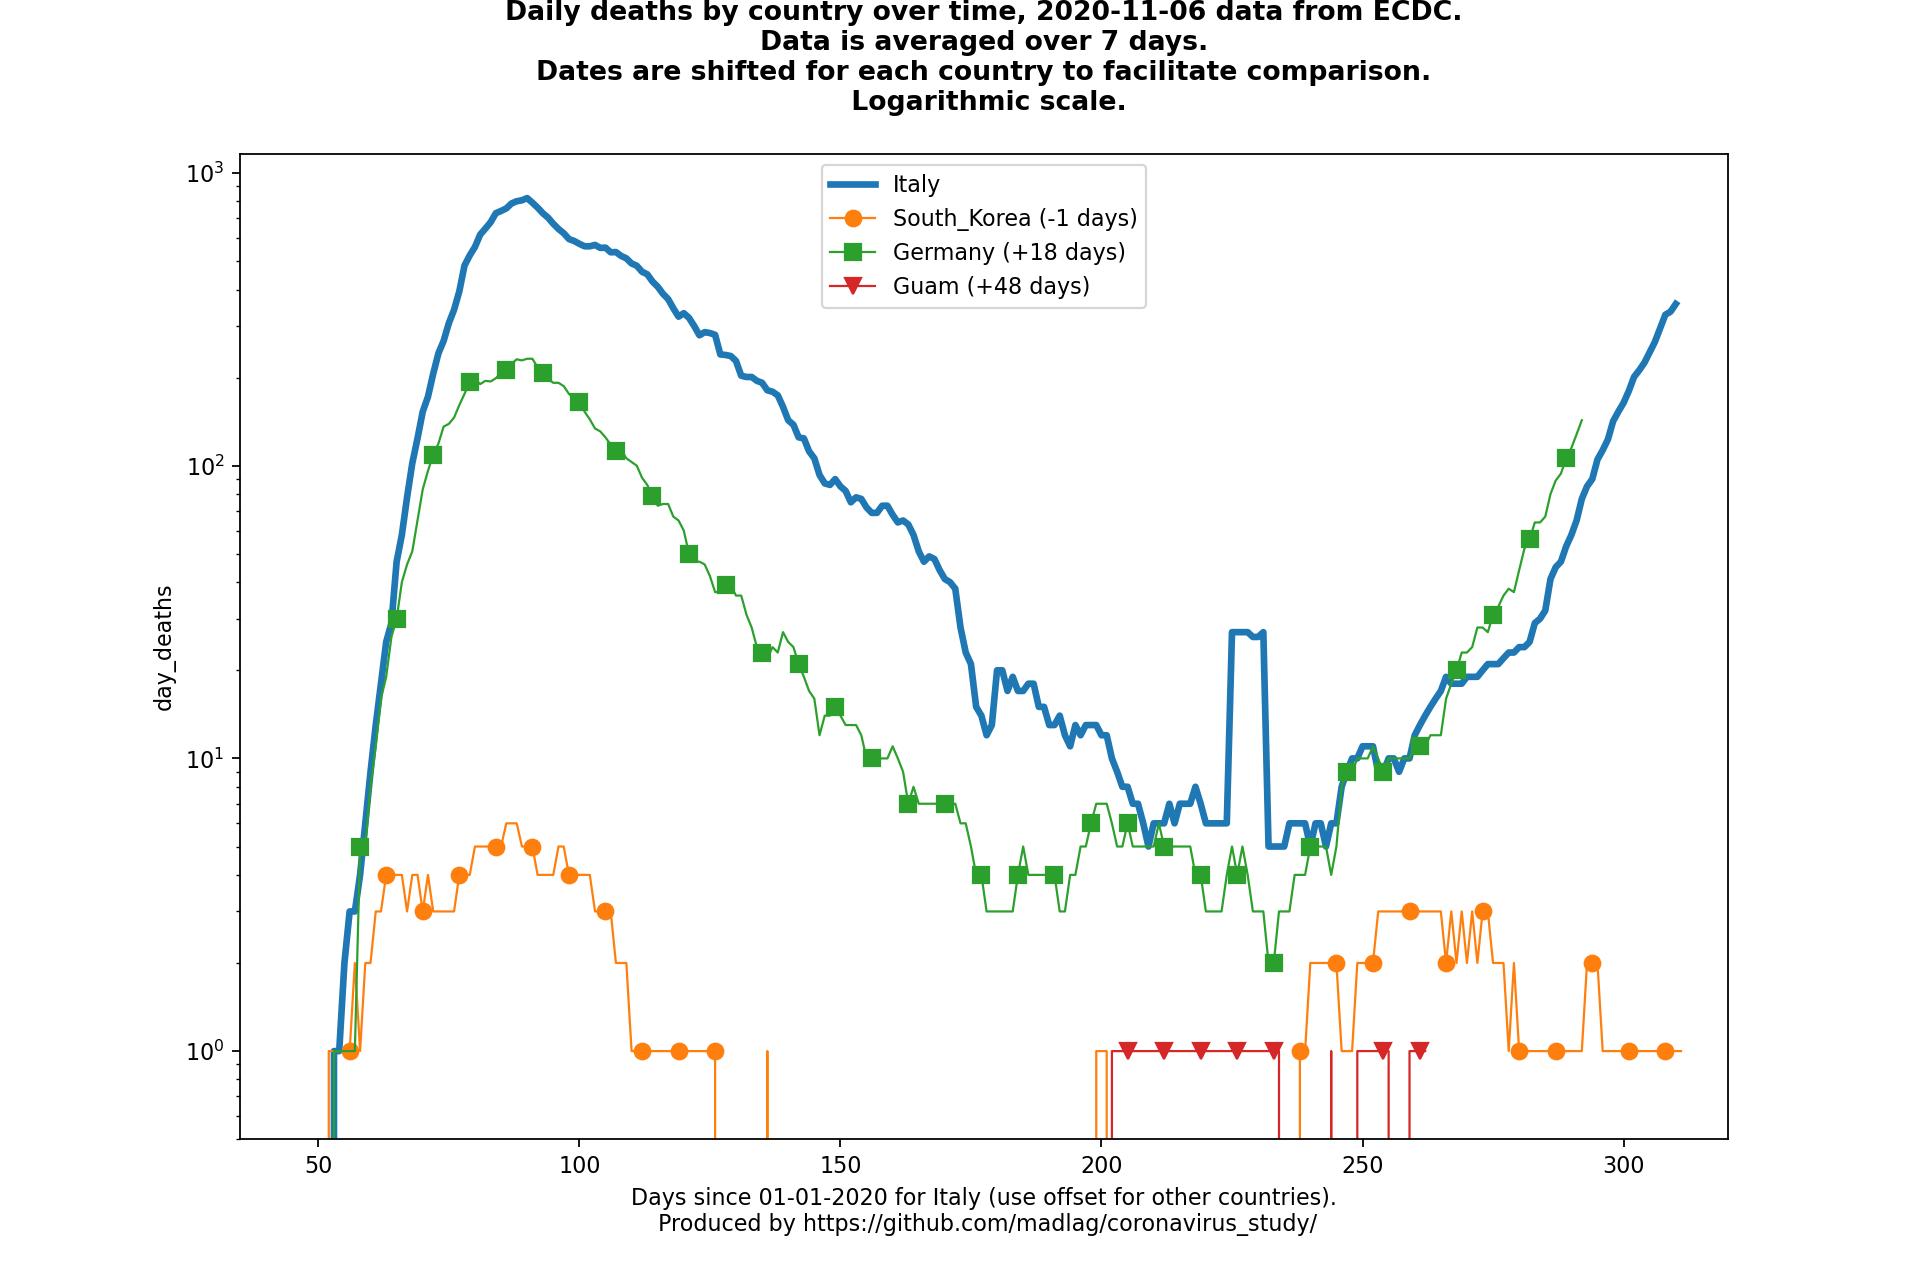 Daily deaths by country over time, 2020-11-06 data from ECDC.
Data is averaged over 7 days.
Dates are shifted for each country to facilitate comparison.
Logarithmic scale.
10³
Italy
South_Korea (-1 days)
Germany (+18 days)
Guam (+48 days)
10²
day_deaths
10¹
10⁰
50 100 150 200 250 300
Days since 01-01-2020 for Italy (use offset for other countries).
Produced by https://github.com/madlag/coronavirus_study/